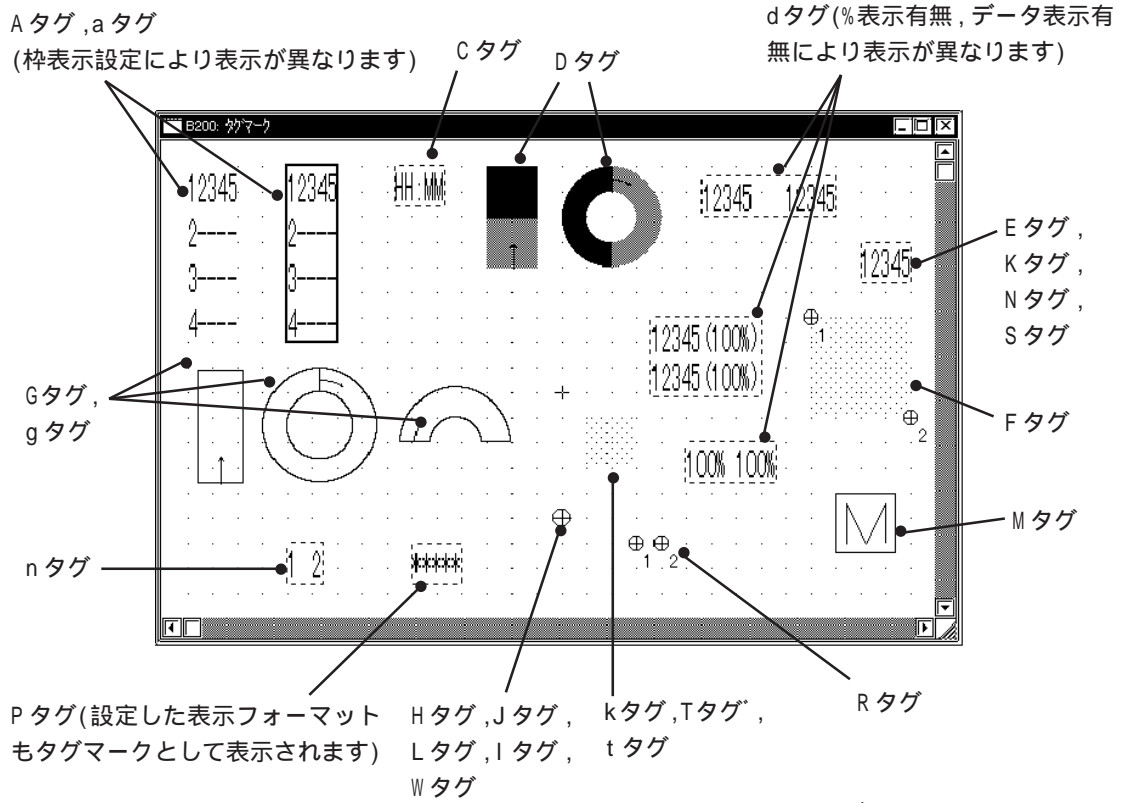 Aタグ,aタグ
(枠表示設定により表示が異なります)
Cタグ
Dタグ
dタグ(%表示有無,データ表示有
無により表示が異なります)
B200: タグマーク
12345
2----
3----
4----
12345
2----
3----
4----
HH:MM
12345 12345
12345
Eタグ,
Kタグ,
Nタグ,
Sタグ
12345(100%)
12345(100%)
1
2
Fタグ
Gタグ,
gタグ
100% 100%
M
Mタグ
nタグ
1 2
*****
1 2
Pタグ(設定した表示フォーマット
もタグマークとして表示されます)
Hタグ,Jタグ,
Lタグ,lタグ,
Wタグ
kタグ,Tタグ,
tタグ
Rタグ